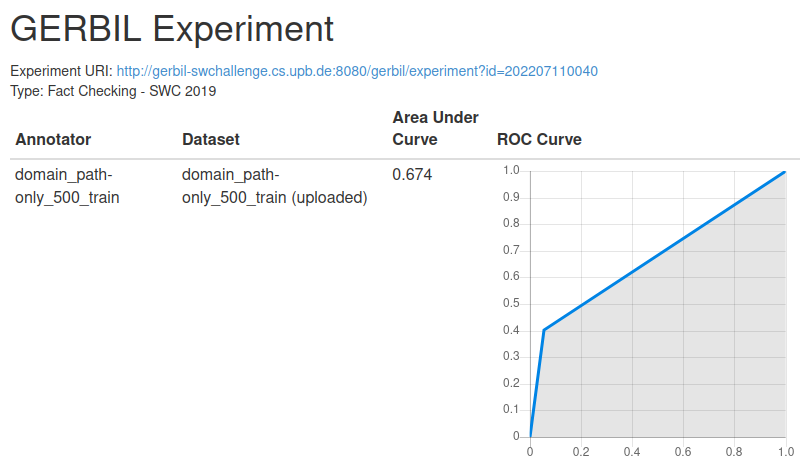 GERBIL Experiment
Experiment URI: http://gerbil-swchallenge.cs.upb.de:8080/gerbil/experiment?id=202207110040
Type: Fact Checking - SWC 2019
Annotator Dataset Area Under Curve ROC Curve
domain_path-only_500_train domain_path-only_500_train (uploaded) 0.674
1.0
0.9
0.8
0.7
0.6
0.5
0.4
0.3
0.2
0.1
0
0 0.2 0.4 0.6 0.8 1.0